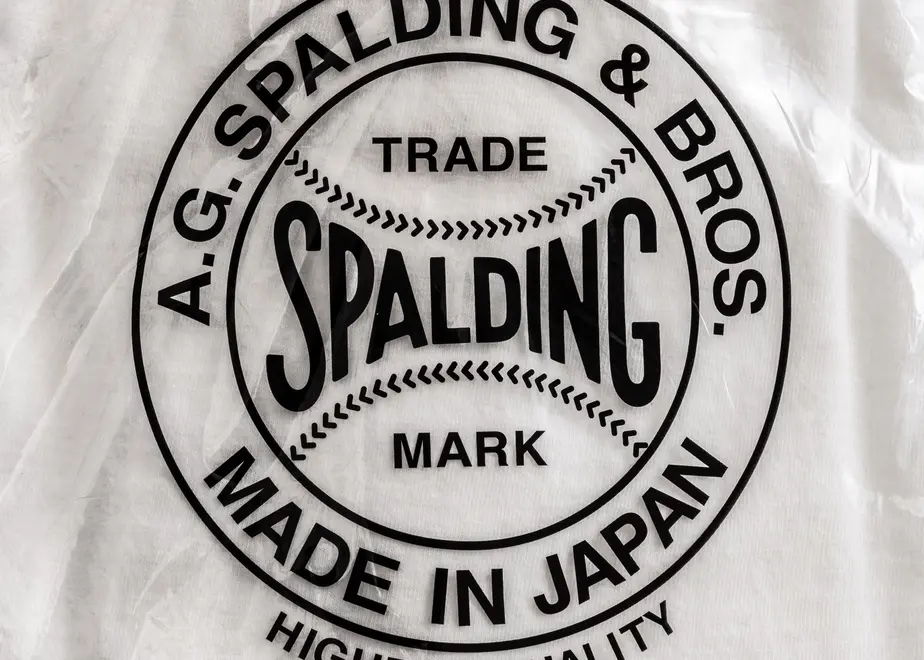 A.G. SPALDING & BROS.
TRADE
SPALDING
MARK
MADE IN JAPAN